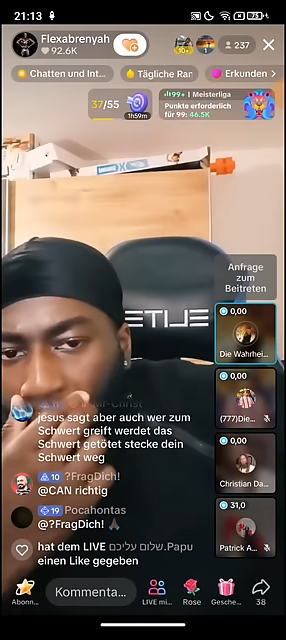 21:13
75
Flexabrenyah
92.6K
237
Chatten und Int...
Tägliche Ran
Erkunden >
37/55
1h59m
99+ | Meisterliga
Punkte erforderlich
für 99: 46.5K
ETILE
Anfrage
zum
Beitreten
0,00
Die Wahrhei...
0,00
(777)Die...
0,00
Christian Da...
31,0
Patrick A...
jesus sagt aber auch wer zum
Schwert greift werdet das
Schwert getötet stecke dein
Schwert weg
10 ?FragDich!
@CAN richtig
19 Pocahontas
@?FragDich! 🙏🏿
hat dem LIVE שלום עליכם.Papu
einen Like gegeben
Abonn...
Kommenta...
LIVE mi...
Rose
Gesche...
38